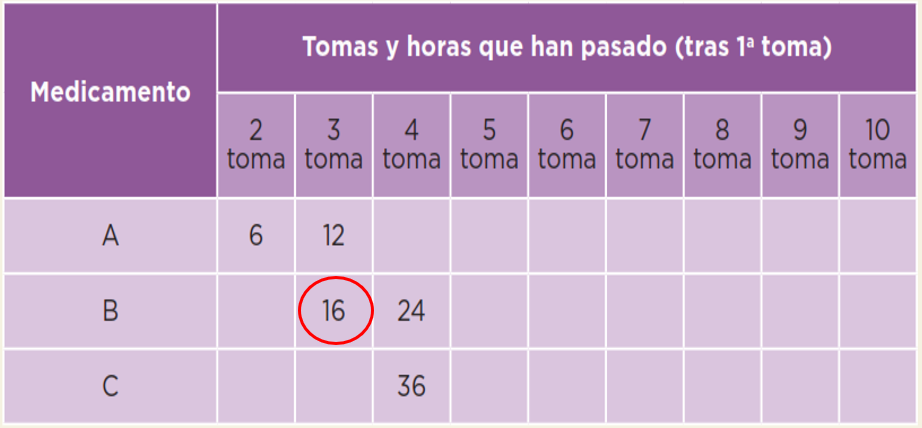 Medicamento
Tomas y horas que han pasado (tras 1ª toma)
2 toma 3 toma 4 toma 5 toma 6 toma 7 toma 8 toma 9 toma 10 toma
A 6 12
B 16 24
C 36